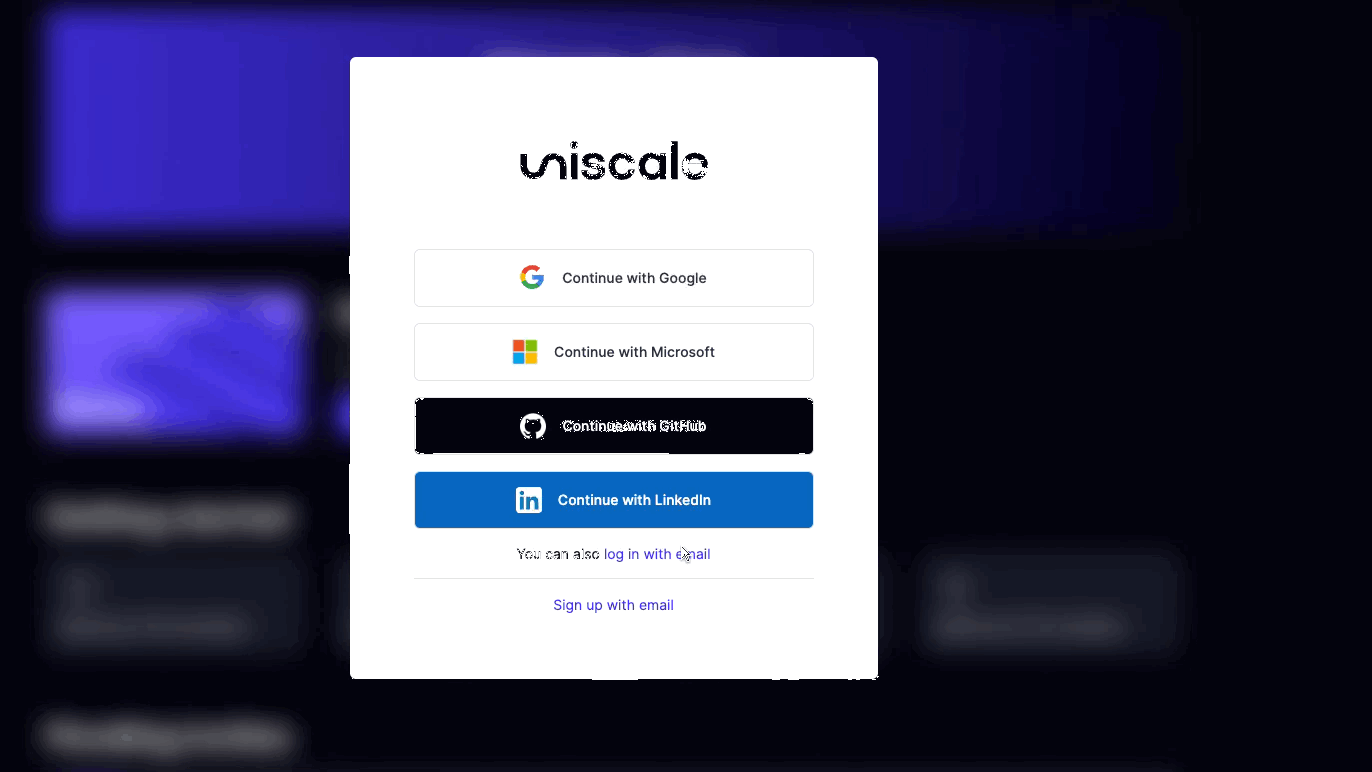 uniscale
Continue with Google
Continue with Microsoft
Continue with GitHub
Continue with LinkedIn
You can also log in with email
Sign up with email